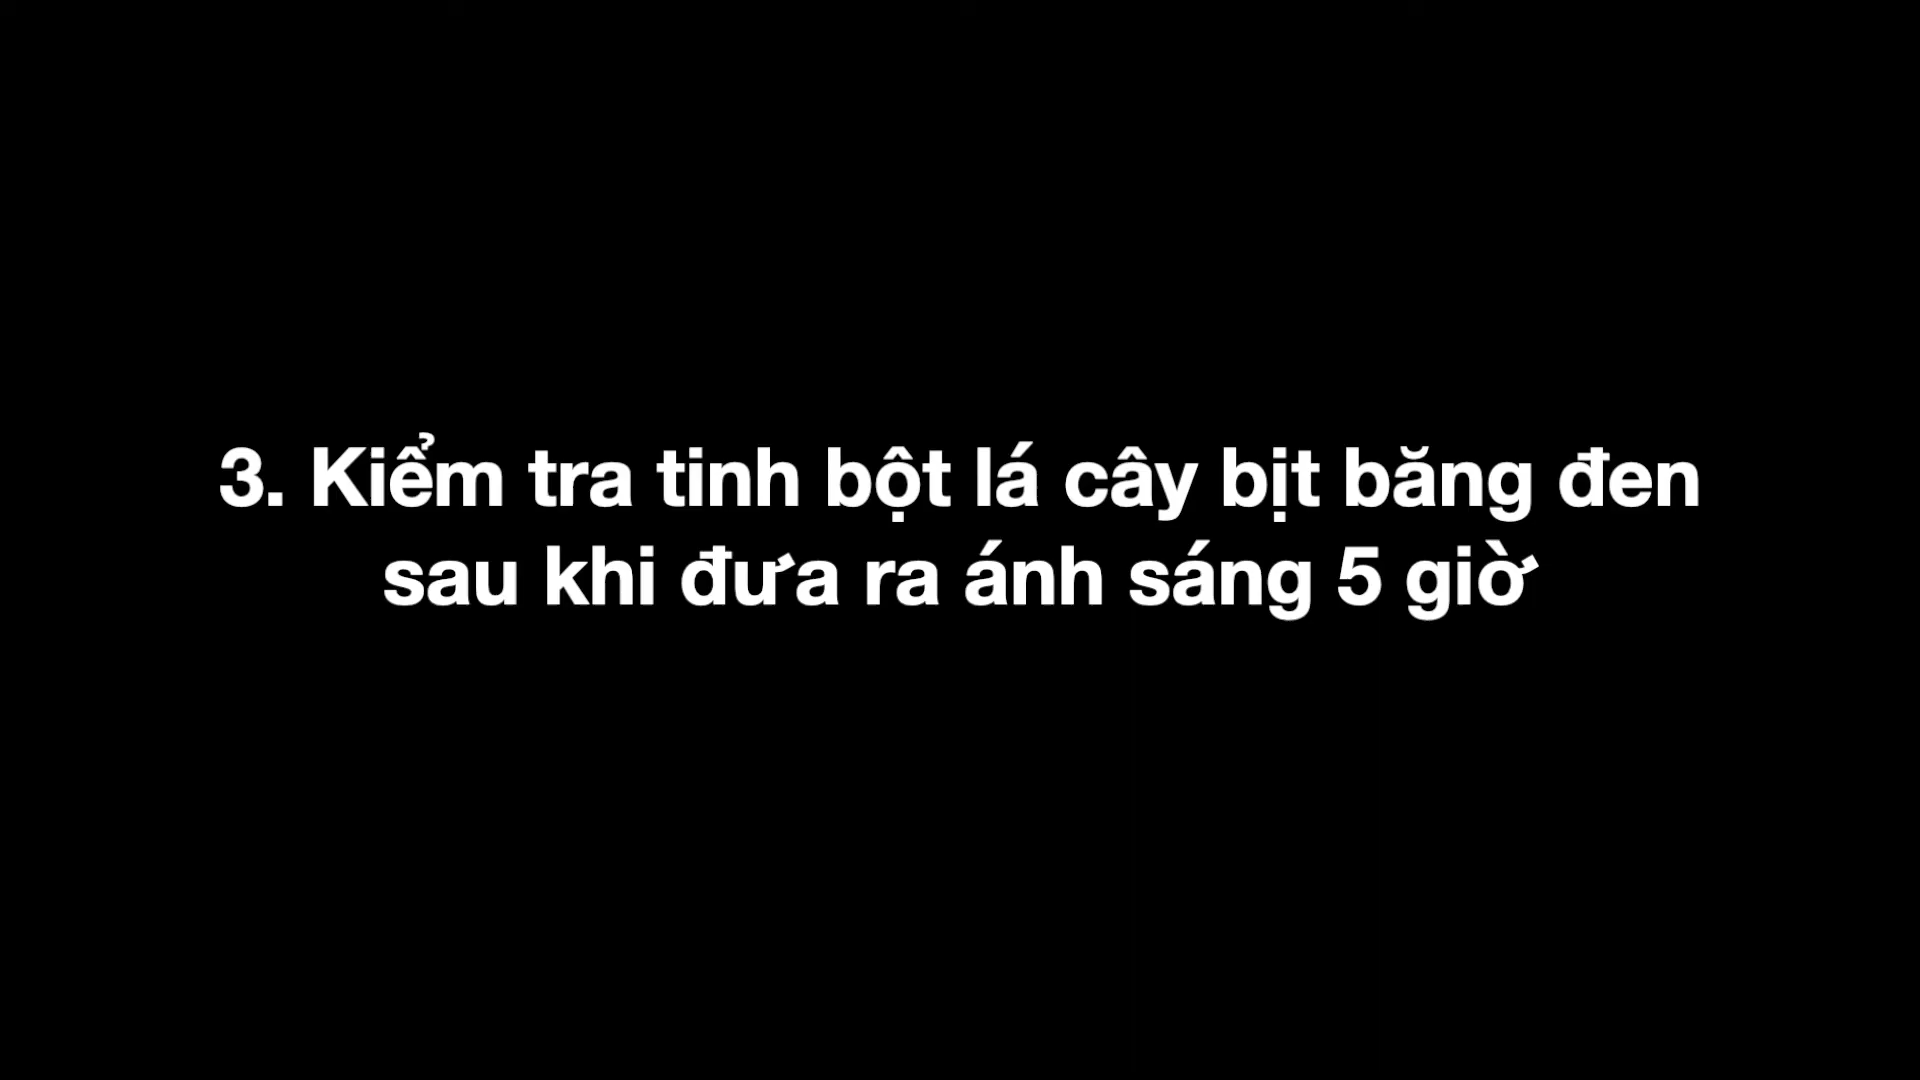 3. Kiểm tra tinh bột lá cây bịt băng đen
sau khi đưa ra ánh sáng 5 giờ